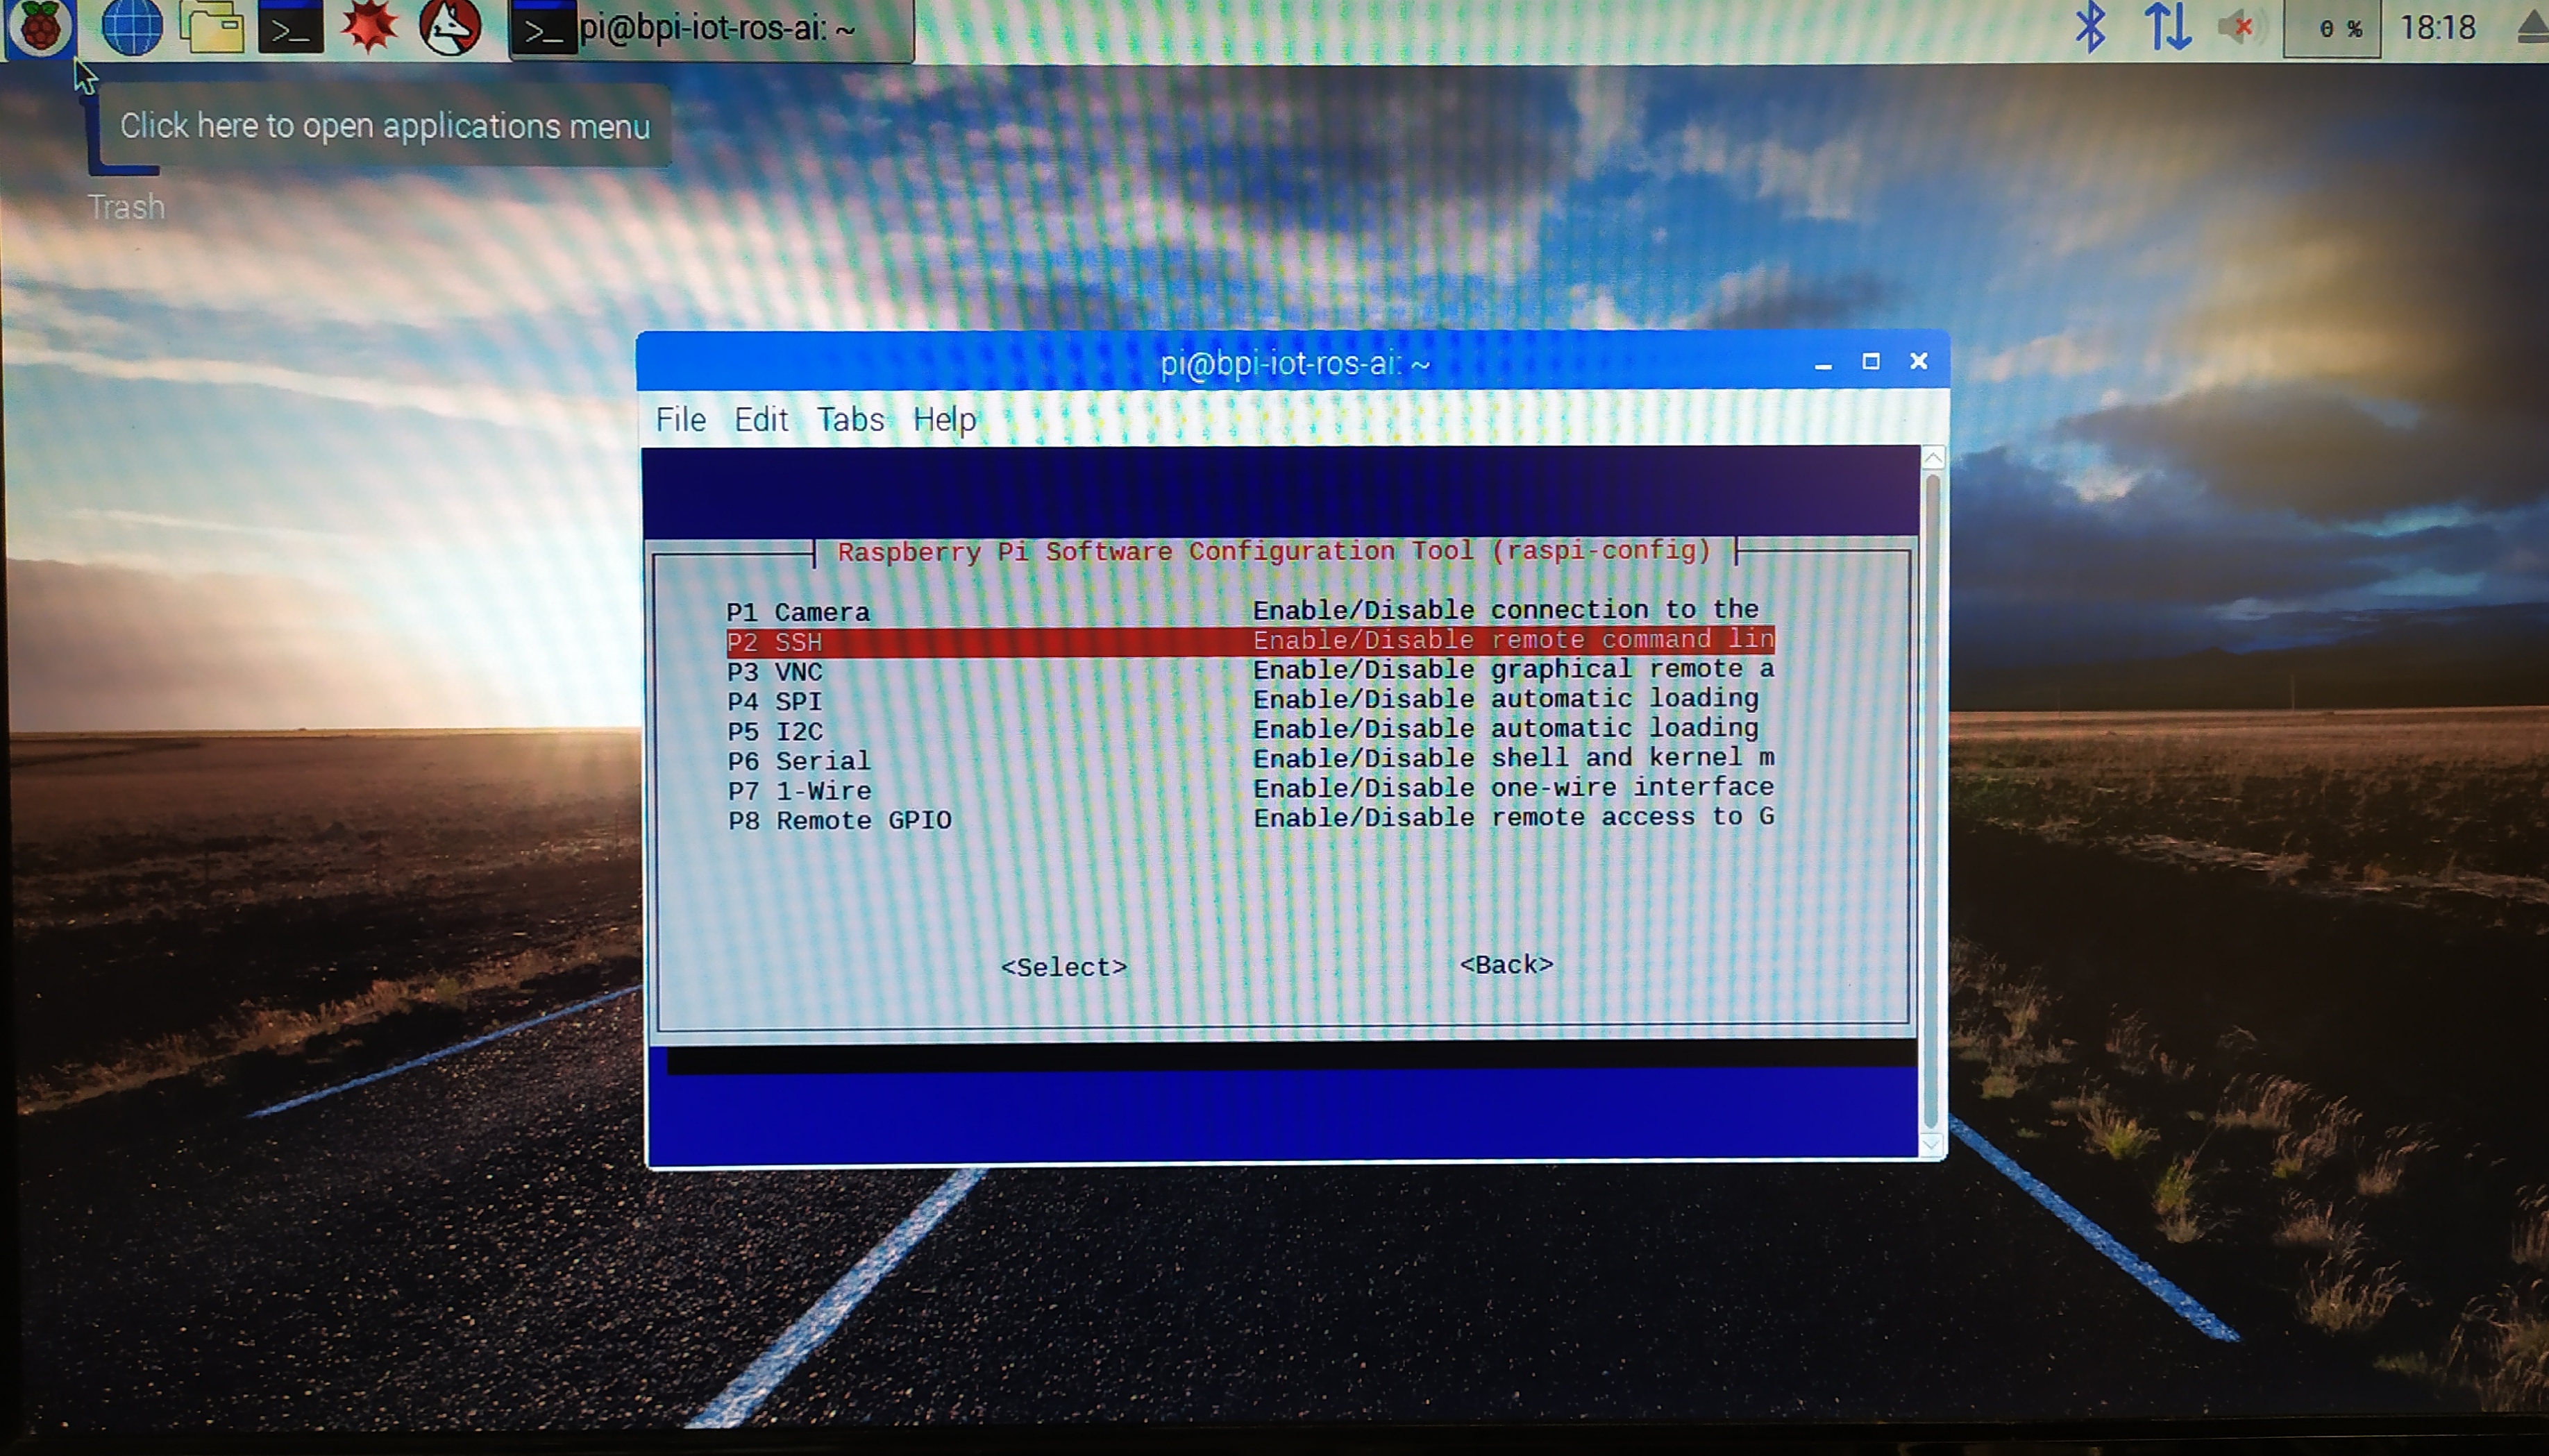 pi@bpi-iot-ros-ai: ~
0 %
18:18
Click here to open applications menu
Trash
pi@bpi-iot-ros-ai: ~
File Edit Tabs Help
Raspberry Pi Software Configuration Tool (raspi-config)
P1 Camera Enable/Disable connection to the
P2 SSH Enable/Disable remote command lin
P3 VNC Enable/Disable graphical remote a
P4 SPI Enable/Disable automatic loading
P5 I2C Enable/Disable automatic loading
P6 Serial Enable/Disable shell and kernel m
P7 1-Wire Enable/Disable one-wire interface
P8 Remote GPIO Enable/Disable remote access to G
<Select> <Back>